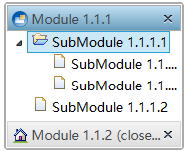 Module 1.1.1
SubModule 1.1.1.1
SubModule 1.1....
SubModule 1.1....
SubModule 1.1.1.2
Module 1.1.2 (close...